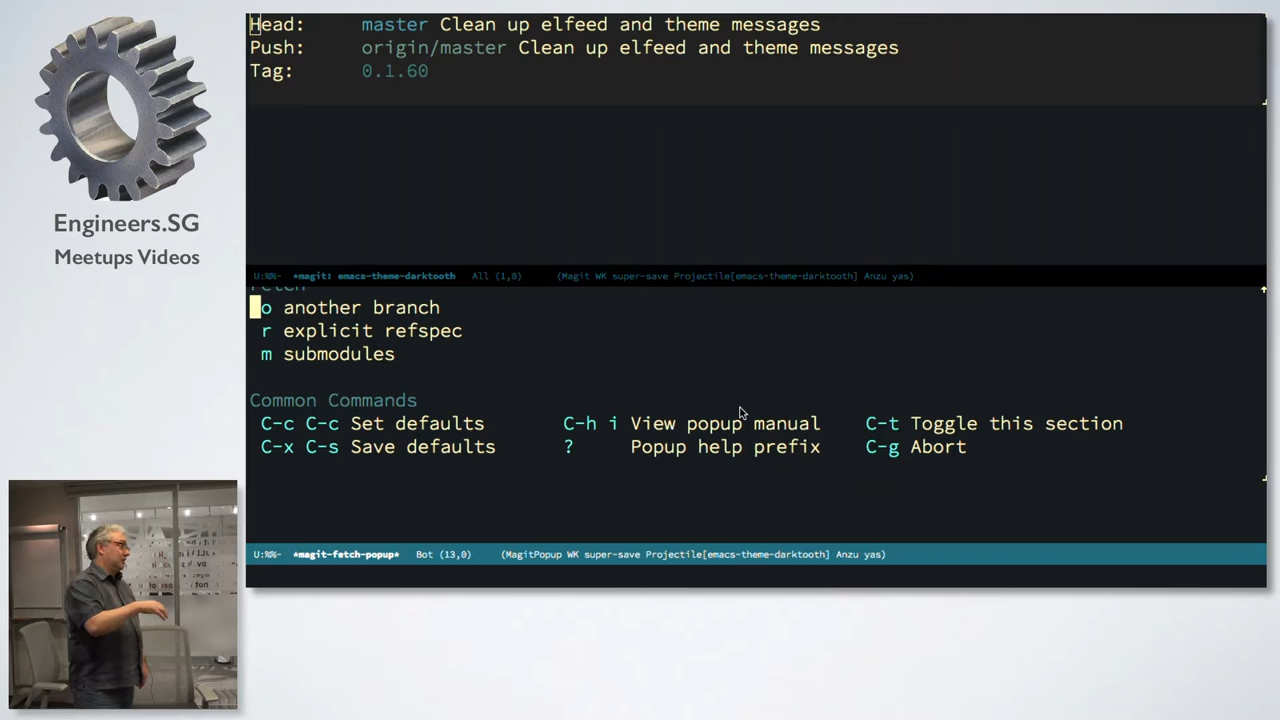 Engineers.SG
Meetups Videos
Head: master Clean up elfeed and theme messages
Push: origin/master Clean up elfeed and theme messages
Tag: 0.1.60
U:%%- *magit: emacs-theme-darktooth All (1,0) (Magit WK super-save Projectile[emacs-theme-darktooth] Anzu yas)
Fetch
o another branch
r explicit refspec
m submodules
Common Commands
C-c C-c Set defaults C-h i View popup manual C-t Toggle this section
C-x C-s Save defaults ? Popup help prefix C-g Abort
U:%%- *magit-fetch-popup* Bot (13,0) (MagitPopup WK super-save Projectile[emacs-theme-darktooth] Anzu yas)